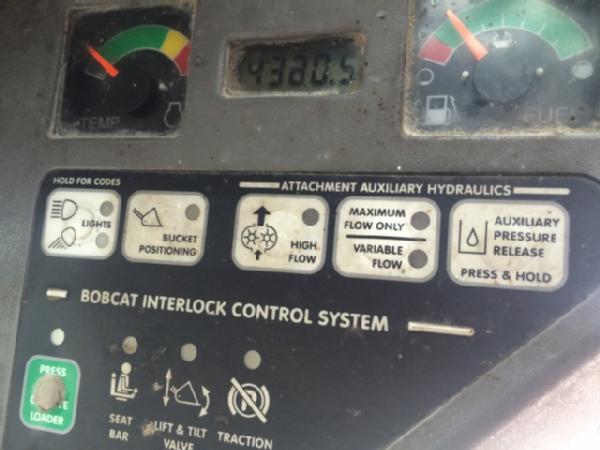 4380.5
TEMP
FUEL
HOLD FOR CODES
ATTACHMENT AUXILIARY HYDRAULICS
LIGHTS
BUCKET
POSITIONING
HIGH
FLOW
MAXIMUM
FLOW ONLY
VARIABLE
FLOW
AUXILIARY
PRESSURE
RELEASE
PRESS & HOLD
BOBCAT INTERLOCK CONTROL SYSTEM
PRESS
LOADER
SEAT
BAR
LIFT & TILT
VALVE
TRACTION